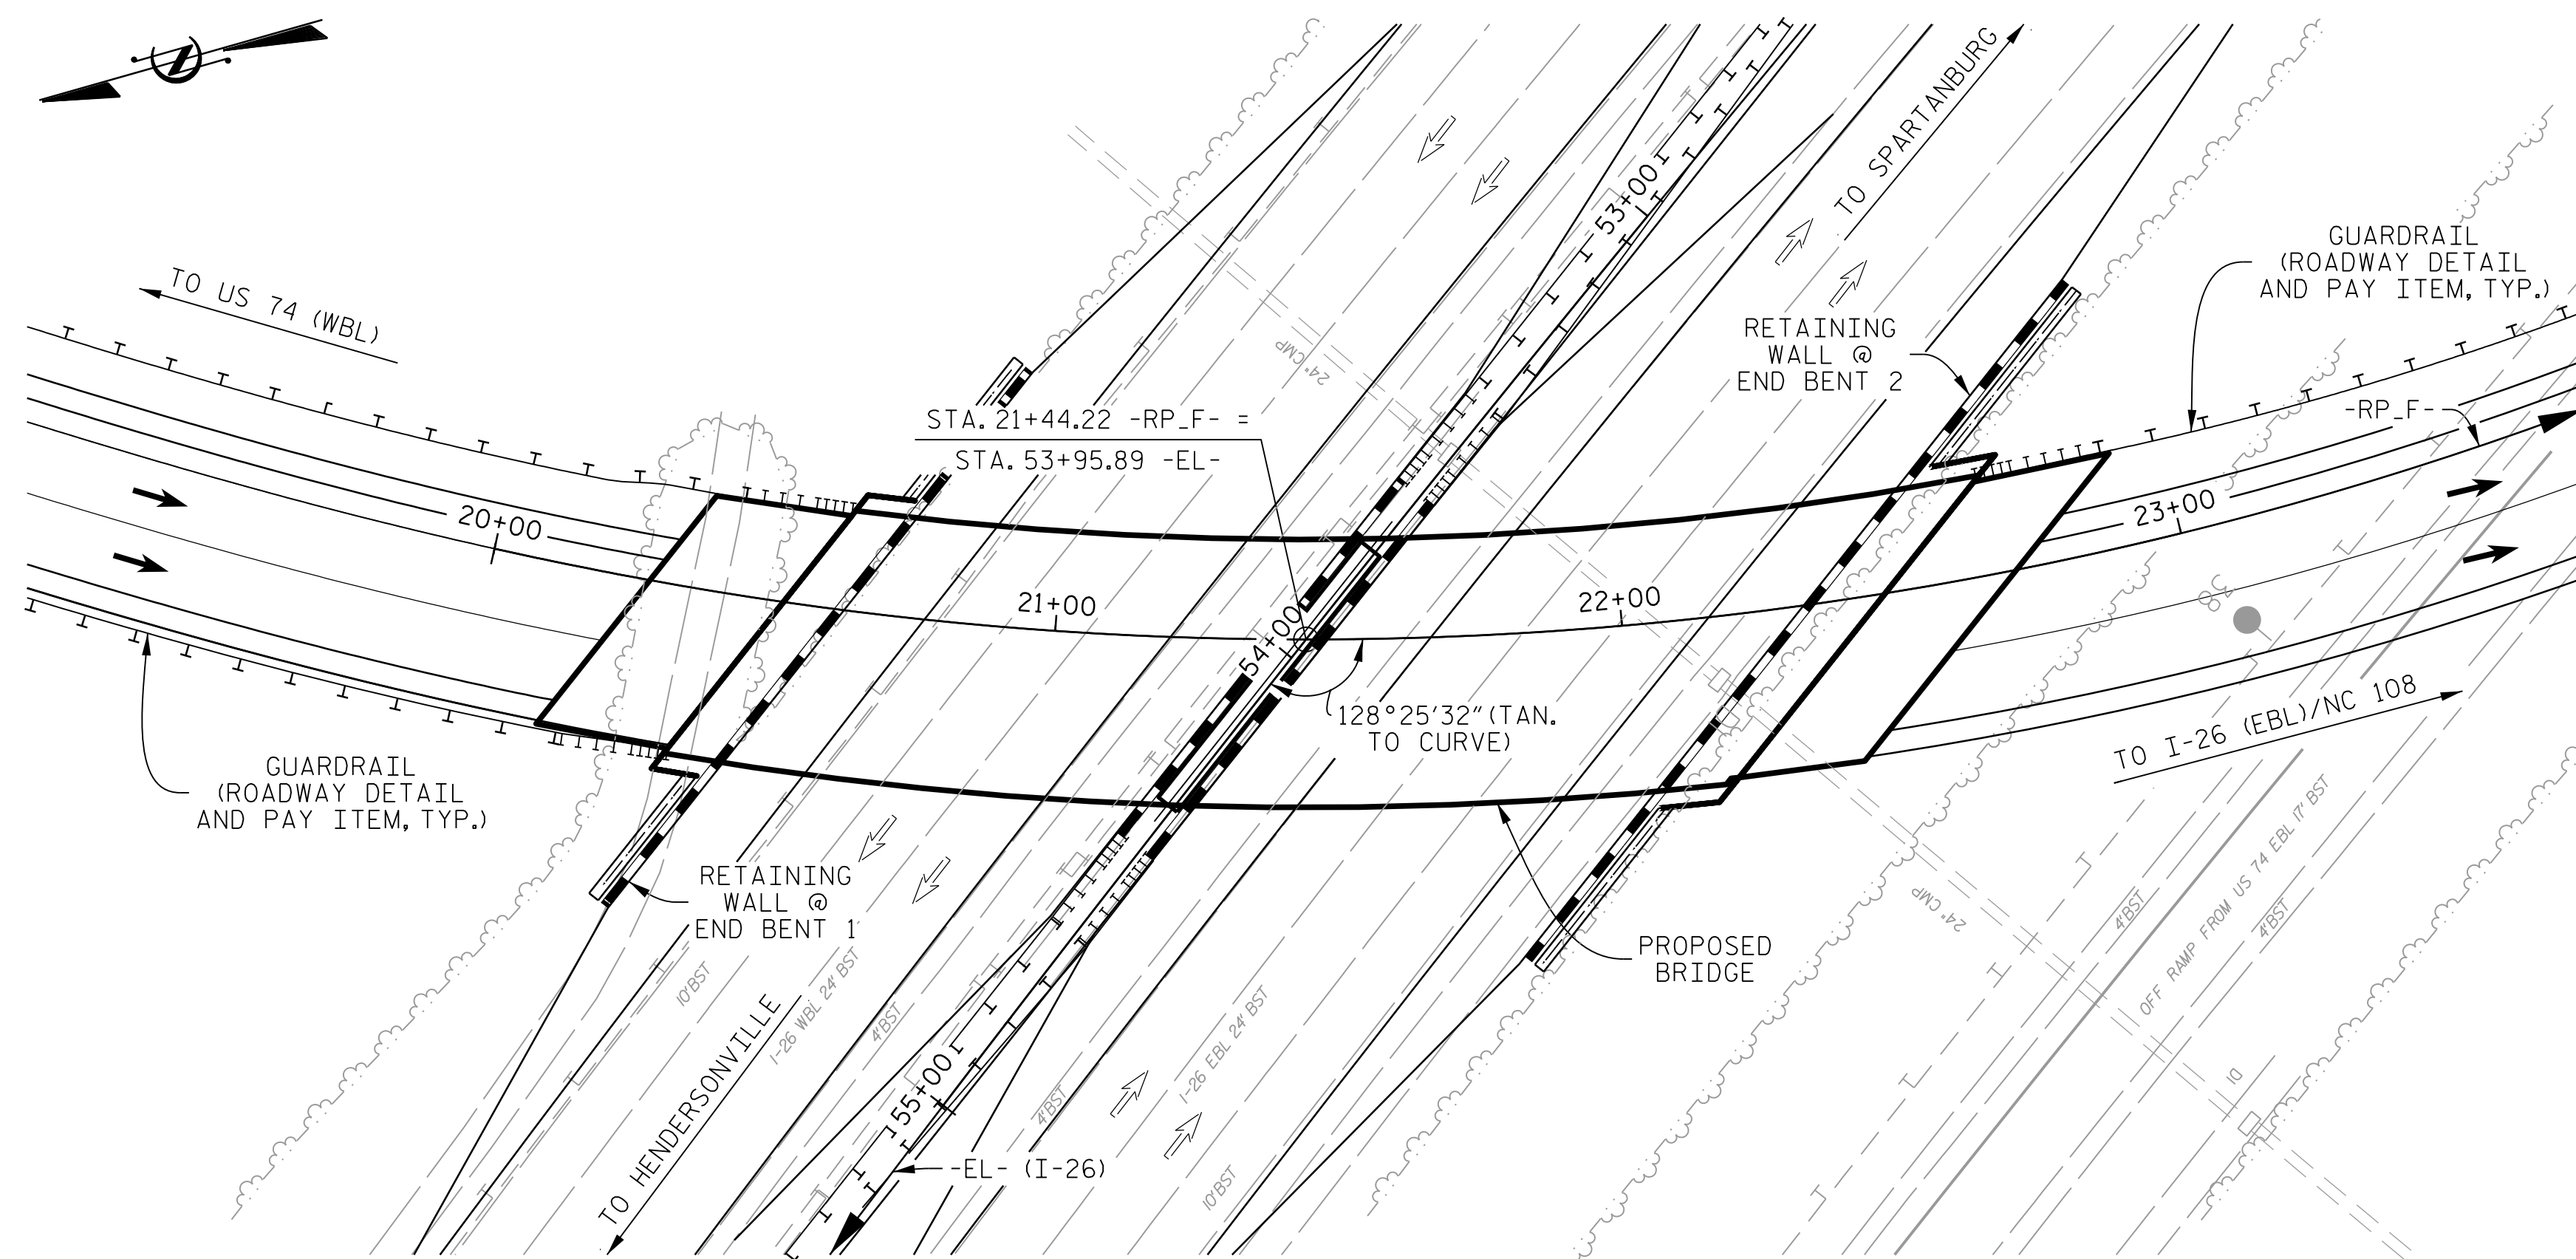 TO SPARTANBURG
53+00
GUARDRAIL
(ROADWAY DETAIL
AND PAY ITEM, TYP.)
TO US 74 (WBL)
24" CMP
RETAINING
WALL @
END BENT 2
-RP_F-
STA. 21+44.22 -RP_F- =
STA. 53+95.89 -EL-
20+00
23+00
21+00
22+00
38
54+00
128°25'32" (TAN.
TO CURVE)
TO I-26 (EBL)/NC 108
GUARDRAIL
(ROADWAY DETAIL
AND PAY ITEM, TYP.)
RETAINING
WALL @
END BENT 1
PROPOSED
BRIDGE
24" CMP
4'BST
OFF RAMP FROM US 74 EBL 17' BST
4'BST
10'BST
I-26 WBL 24' BST
4'BST
TO HENDERSONVILLE
55+00
4'BST
I-26 EBL 24' BST
DI
-EL- (I-26)
10'BST